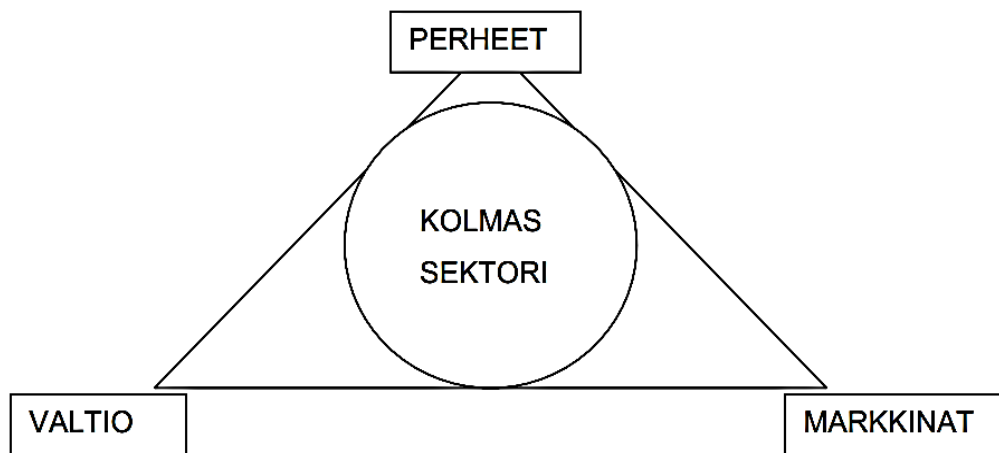 PERHEET
KOLMAS
SEKTORI
VALTIO
MARKKINAT